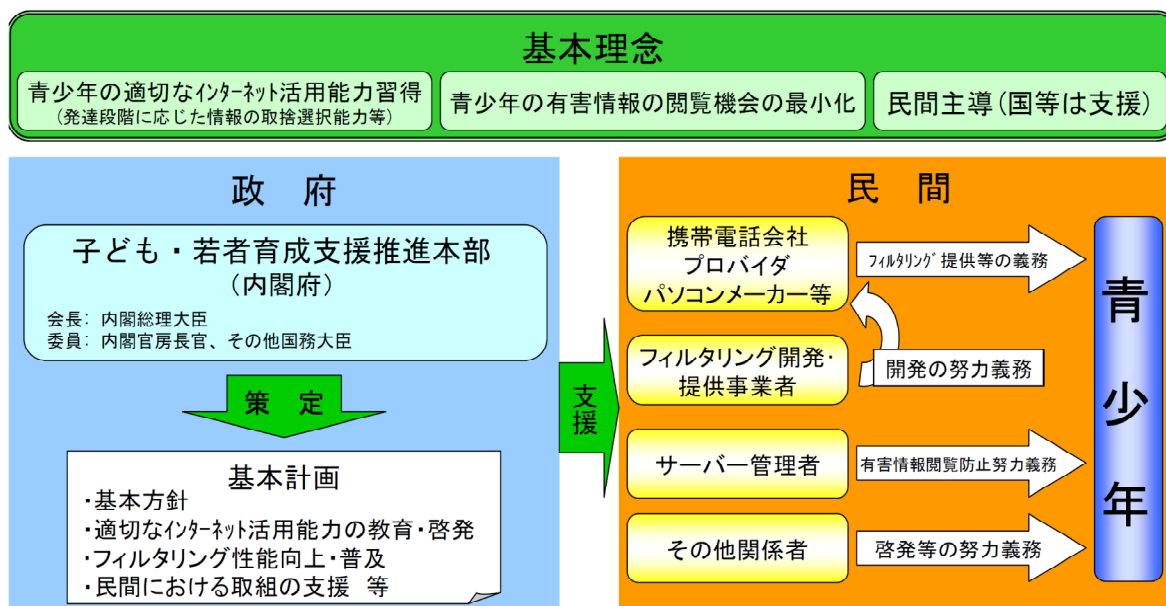 基本理念
青少年の適切なインターネット活用能力習得
(発達段階に応じた情報の取捨選択能力等)
青少年の有害情報の閲覧機会の最小化
民間主導(国等は支援)
政 府
子ども・若者育成支援推進本部
(内閣府)
会長: 内閣総理大臣
委員: 内閣官房長官、その他国務大臣
策 定
基本計画
・基本方針
・適切なインターネット活用能力の教育・啓発
・フィルタリング性能向上・普及
・民間における取組の支援 等
支援
民 間
携帯電話会社
プロバイダ
パソコンメーカー等
フィルタリング提供等の義務
フィルタリング開発・
提供事業者
開発の努力義務
サーバー管理者
有害情報閲覧防止努力義務
その他関係者
啓発等の努力義務
青少年